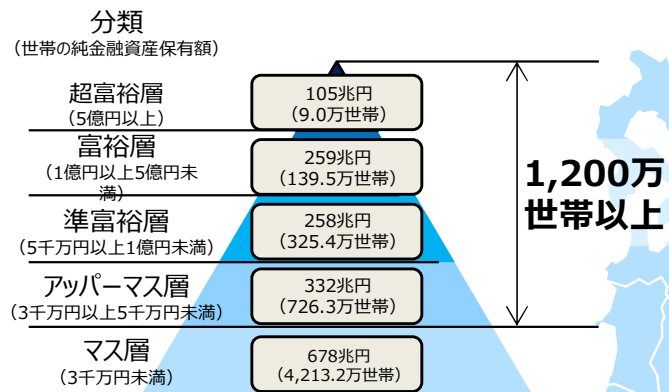 分類
（世帯の純金融資産保有額）
超富裕層
（5億円以上）
105兆円
（9.0万世帯）
富裕層
（1億円以上5億円未
満）
259兆円
（139.5万世帯）
準富裕層
（5千万円以上1億円未満）
258兆円
（325.4万世帯）
アッパーマス層
（3千万円以上5千万円未満）
332兆円
（726.3万世帯）
マス層
（3千万円未満）
678兆円
（4,213.2万世帯）
1,200万
世帯以上